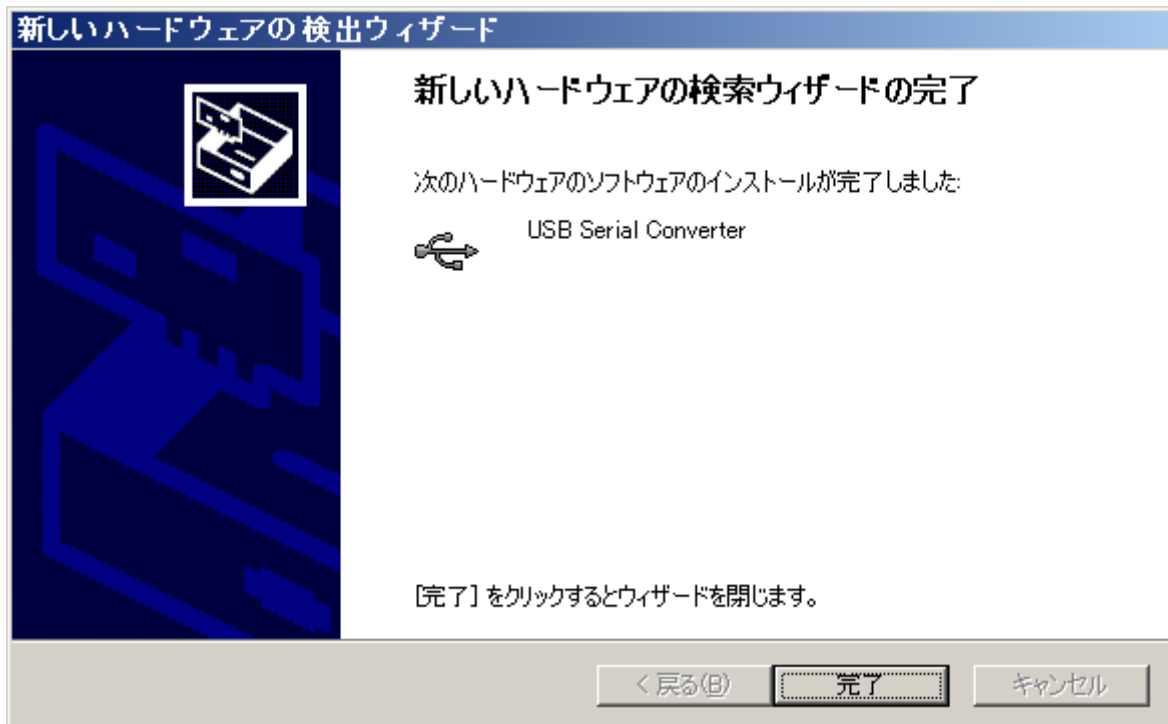 新しいハードウェアの検出ウィザード
新しいハードウェアの検索ウィザードの完了
次のハードウェアのソフトウェアのインストールが完了しました:
USB Serial Converter
[完了] をクリックするとウィザードを閉じます。
< 戻る(B)
完了
キャンセル